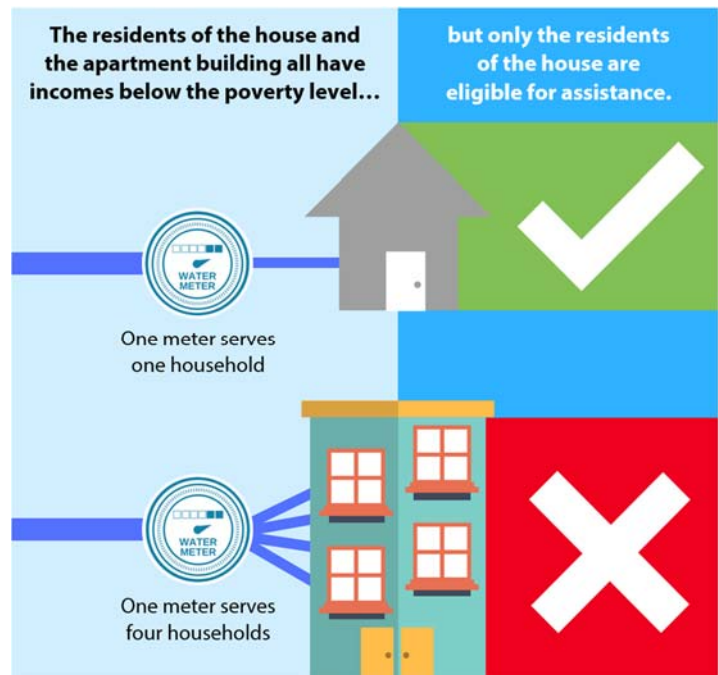 The residents of the house and
the apartment building all have
incomes below the poverty level…
but only the residents
of the house are
eligible for assistance.
WATER
METER
One meter serves
one household
WATER
METER
One meter serves
four households